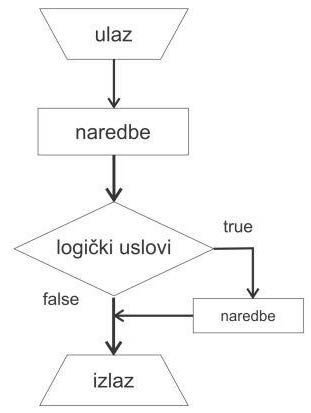 ulaz
naredbe
logički uslovi
true
false
naredbe
izlaz